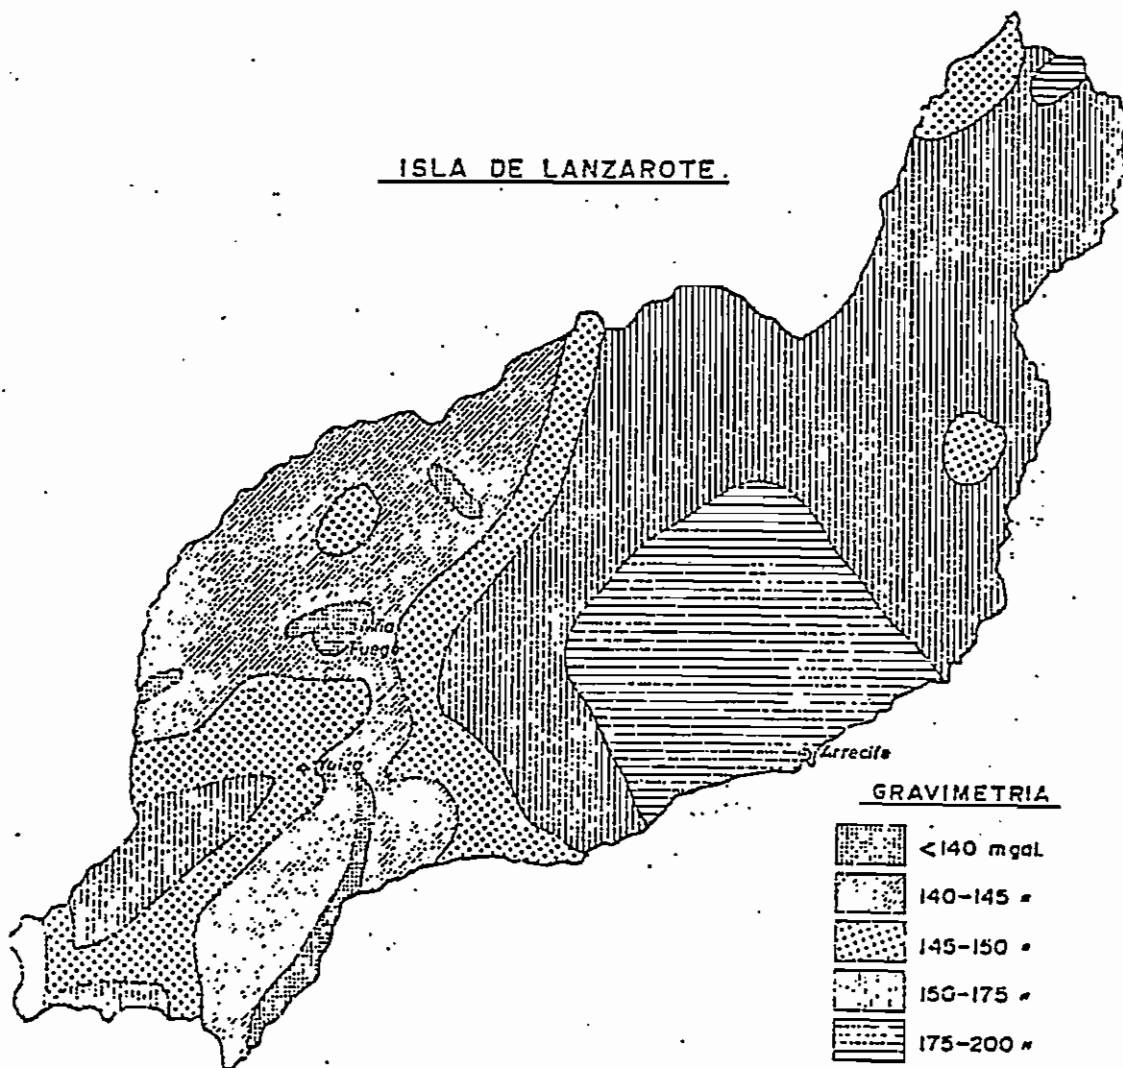 ISLA DE LANZAROTE.
Fuego
Arrecife
GRAVIMETRIA
<140 mgal.
140-145 "
145-150 "
150-175 "
175-200 "